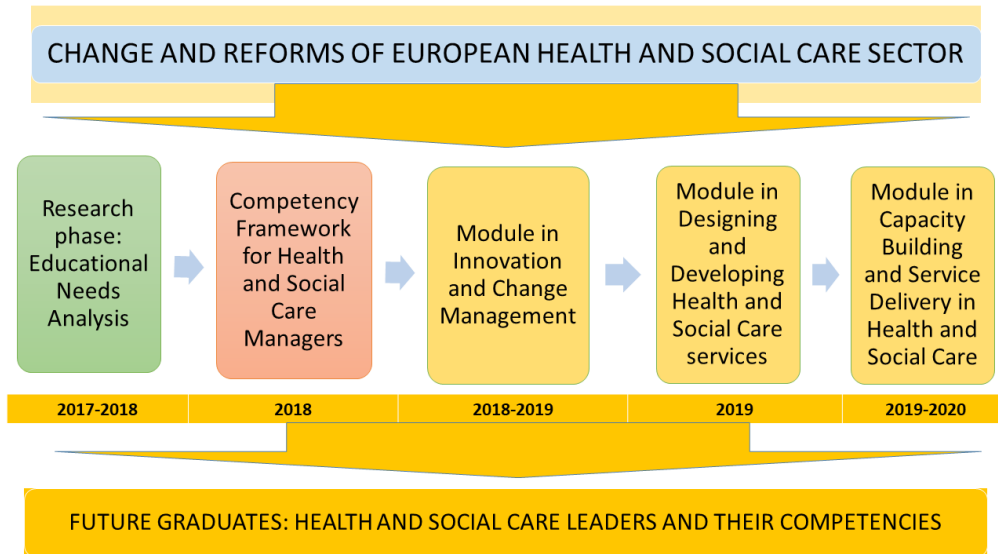 CHANGE AND REFORMS OF EUROPEAN HEALTH AND SOCIAL CARE SECTOR
Research
phase:
Educational
Needs
Analysis
Competency
Framework
for Health
and Social
Care
Managers
Module in
Innovation
and Change
Management
Module in
Designing
and
Developing
Health and
Social Care
services
Module in
Capacity
Building
and Service
Delivery in
Health and
Social Care
2017-2018
2018
2018-2019
2019
2019-2020
FUTURE GRADUATES: HEALTH AND SOCIAL CARE LEADERS AND THEIR COMPETENCIES